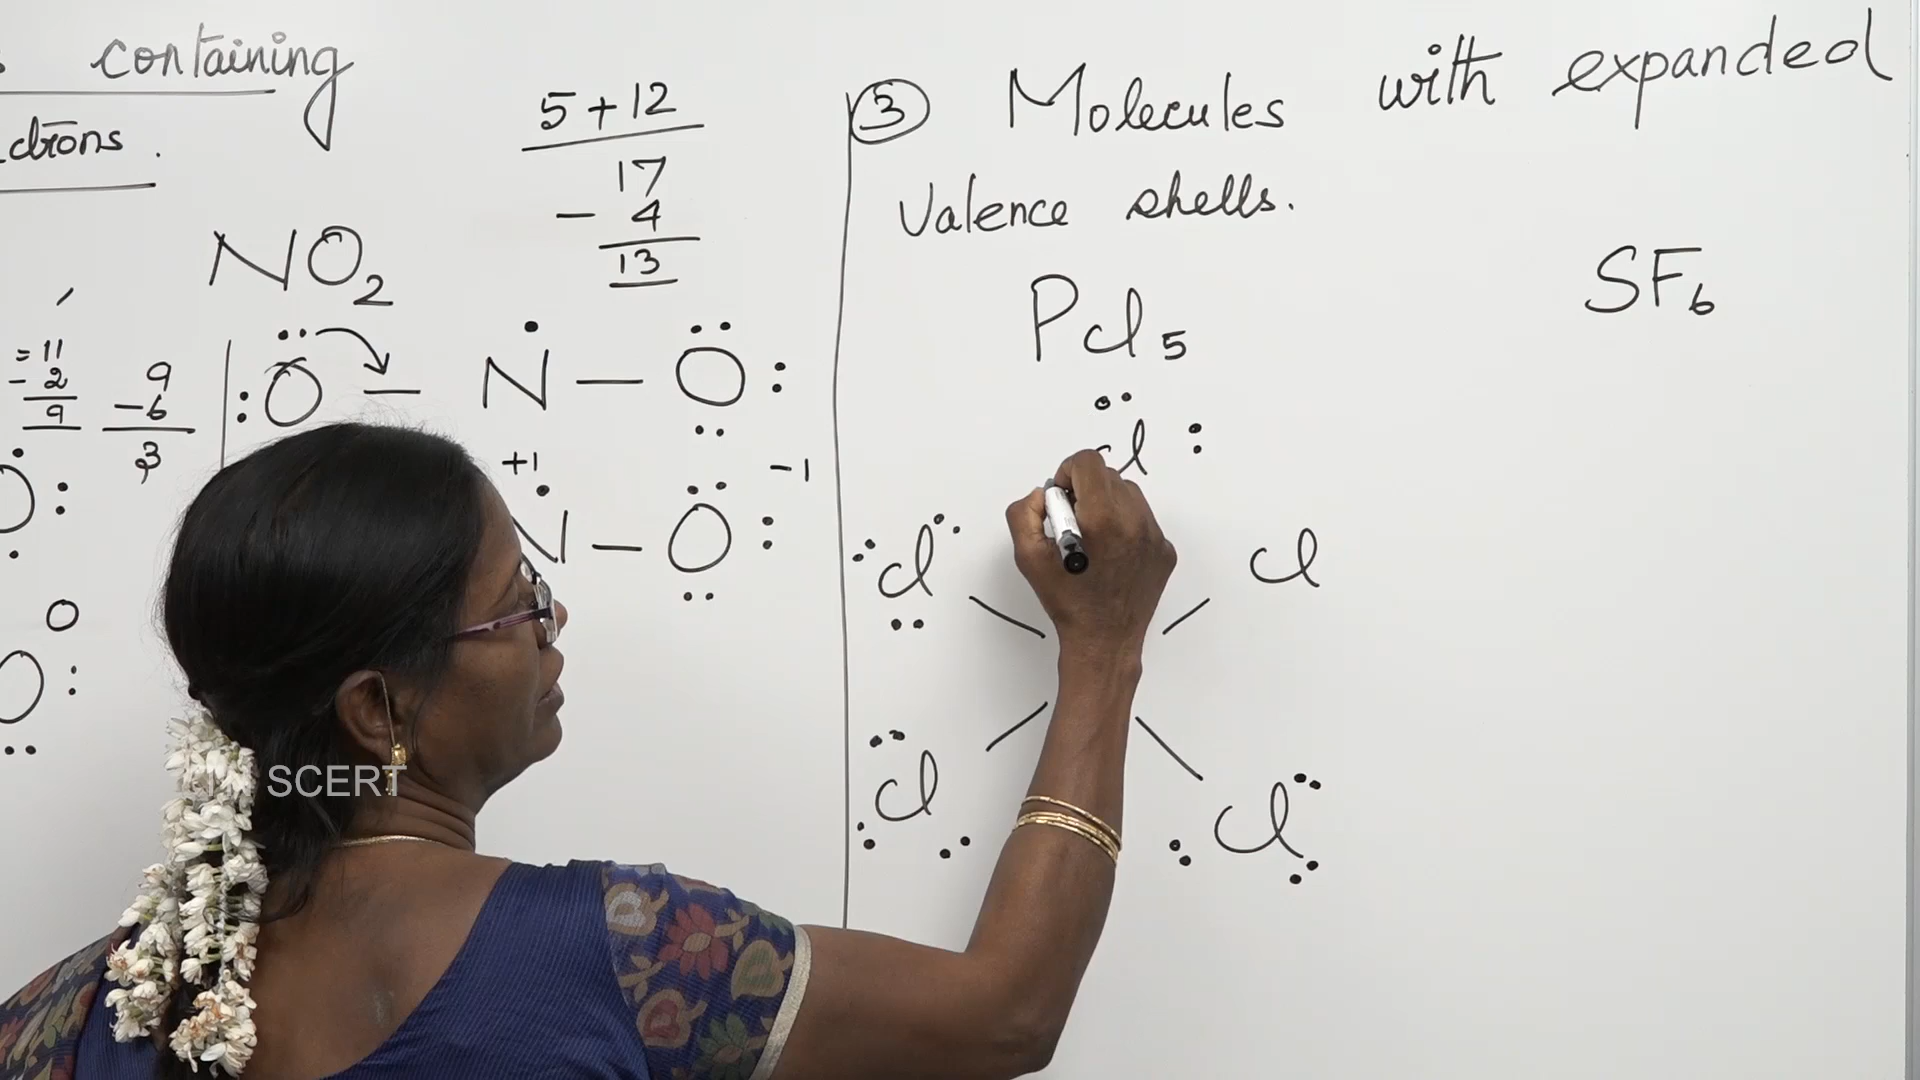 containing
ctrons.
NO2
5+12
17
- 4
13
= 11
- 2
9
9
- 6
3
:O — N — O:
+1
-1
N — O:
O:
O
O:
③ Molecules with expanded
Valence shells.
Pcl5
SF6
cl
cl
cl
cl
cl
SCERT